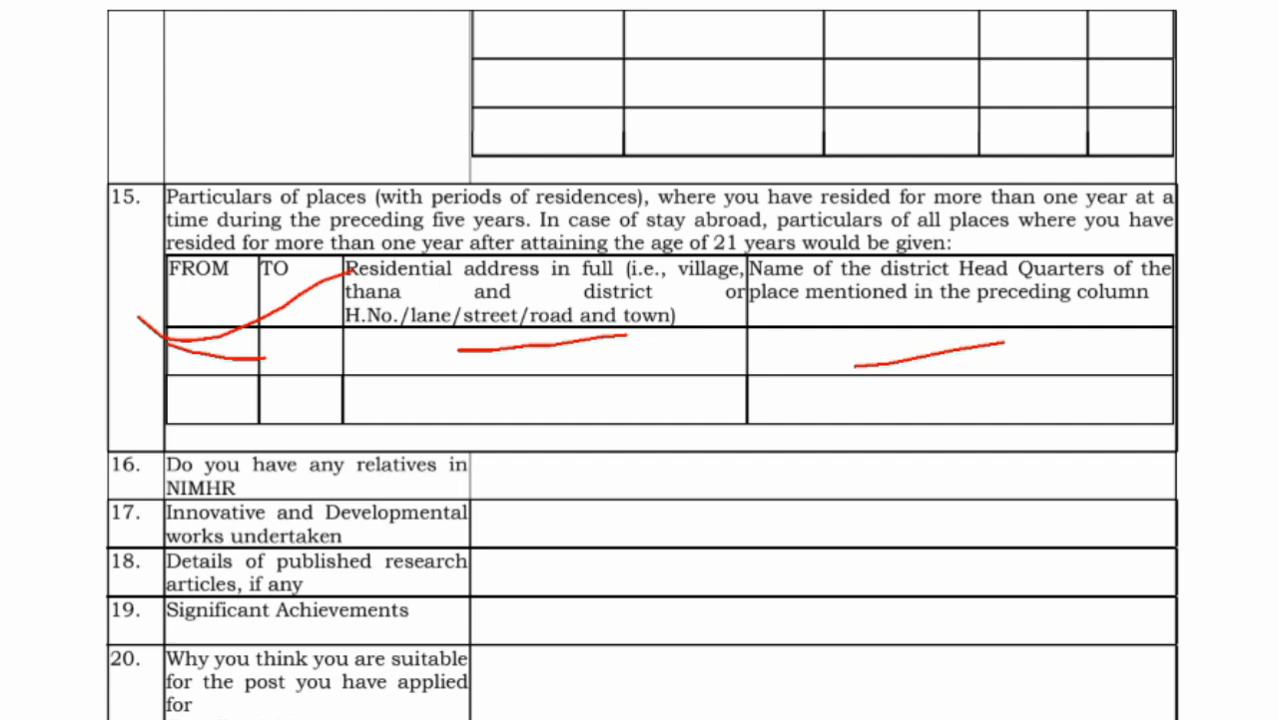 15. Particulars of places (with periods of residences), where you have resided for more than one year at a
time during the preceding five years. In case of stay abroad, particulars of all places where you have
resided for more than one year after attaining the age of 21 years would be given:
FROM
TO
Residential address in full (i.e., village,
thana and district or
H.No./lane/street/road and town)
Name of the district Head Quarters of the
place mentioned in the preceding column
16. Do you have any relatives in
NIMHR
17. Innovative and Developmental
works undertaken
18. Details of published research
articles, if any
19. Significant Achievements
20. Why you think you are suitable
for the post you have applied
for